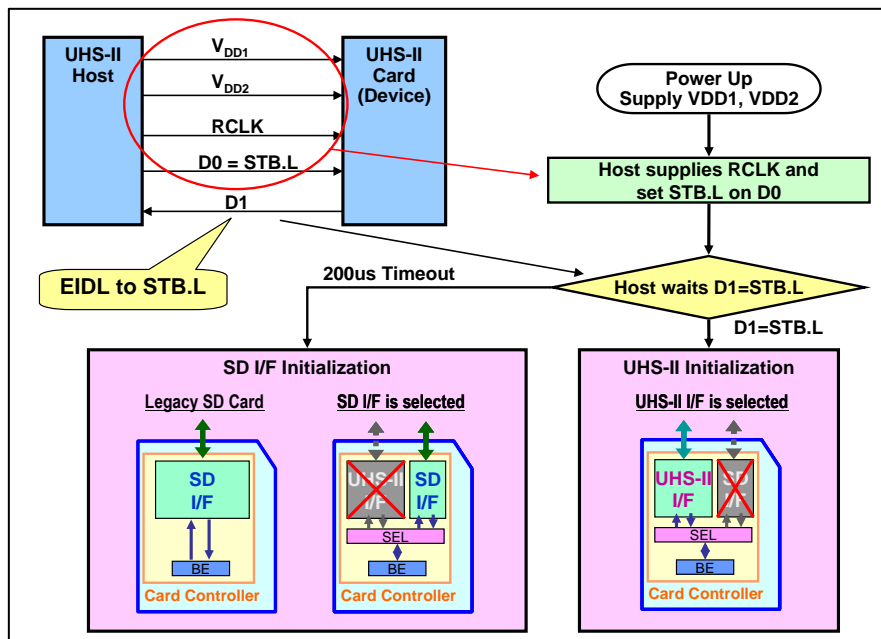 UHS-II
Host
VDD1
VDD2
RCLK
D0 = STB.L
D1
UHS-II
Card
(Device)
EIDL to STB.L
Power Up
Supply VDD1, VDD2
Host supplies RCLK and
set STB.L on D0
Host waits D1=STB.L
200us Timeout
D1=STB.L
SD I/F Initialization
Legacy SD Card
SD
I/F
BE
Card Controller
SD I/F is selected
UHS-II
I/F
SD
I/F
SEL
BE
Card Controller
UHS-II Initialization
UHS-II I/F is selected
UHS-II
I/F
SD
I/F
SEL
BE
Card Controller